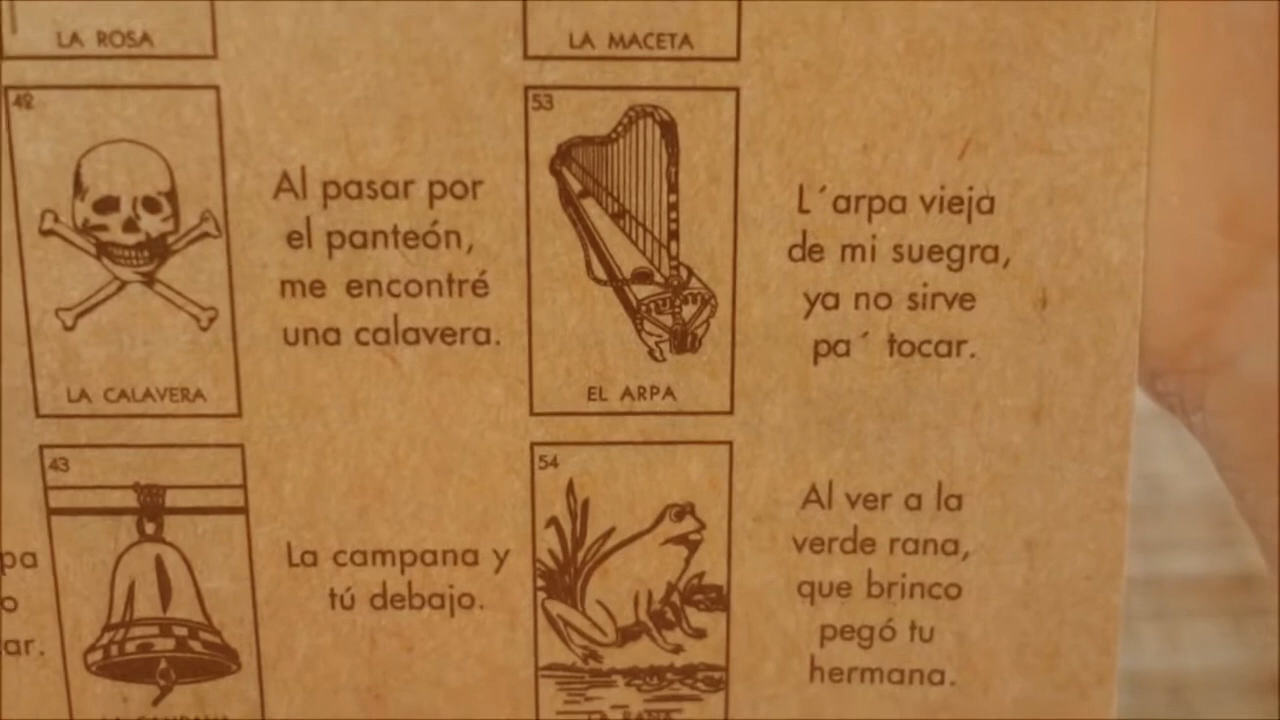 LA ROSA
LA MACETA
42
Al pasar por
el panteón,
me encontré
una calavera.
LA CALAVERA
53
L´arpa vieja
de mi suegra,
ya no sirve
pa´ tocar.
EL ARPA
43
La campana y
tú debajo.
54
Al ver a la
verde rana,
que brinco
pegó tu
hermana.
LA RANA
pa
o
ar.